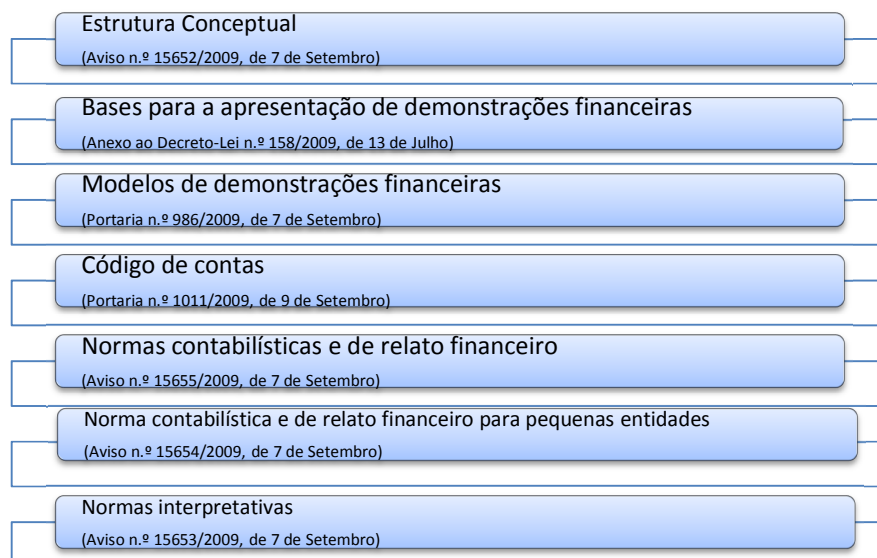 Estrutura Conceptual
(Aviso n.º 15652/2009, de 7 de Setembro)
Bases para a apresentação de demonstrações financeiras
(Anexo ao Decreto-Lei n.º 158/2009, de 13 de Julho)
Modelos de demonstrações financeiras
(Portaria n.º 986/2009, de 7 de Setembro)
Código de contas
(Portaria n.º 1011/2009, de 9 de Setembro)
Normas contabilísticas e de relato financeiro
(Aviso n.º 15655/2009, de 7 de Setembro)
Norma contabilística e de relato financeiro para pequenas entidades
(Aviso n.º 15654/2009, de 7 de Setembro)
Normas interpretativas
(Aviso n.º 15653/2009, de 7 de Setembro)